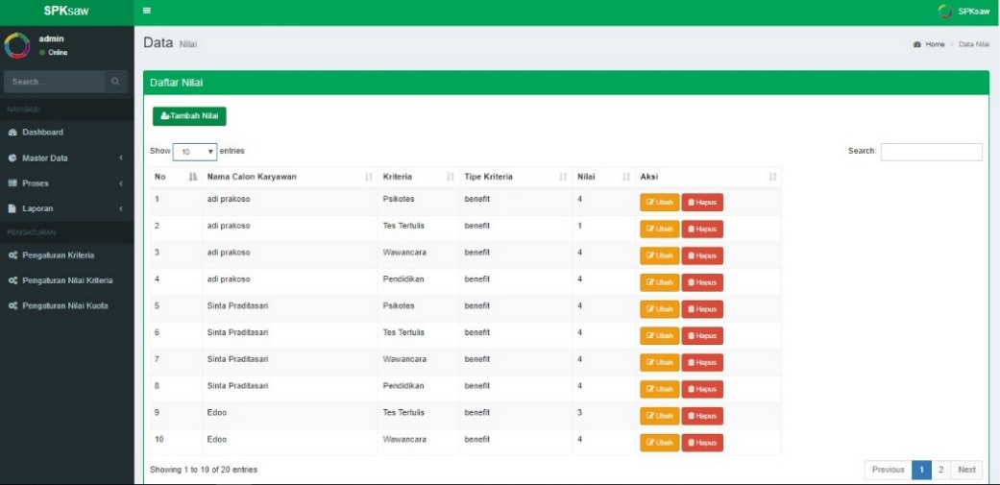 SPKsaw
SPKsaw
admin
Online
Data Nilai
Home > Data Nilai
Search...
NAVIGASI
Dashboard
Master Data
Proses
Laporan
PENGATURAN
Pengaturan Kriteria
Pengaturan Nilai Kriteria
Pengaturan Nilai Kuota
Daftar Nilai
Tambah Nilai
Show 10 entries
Search:
No Nama Calon Karyawan Kriteria Tipe Kriteria Nilai Aksi
1 adi prakoso Psikotes benefit 4 Ubah Hapus
2 adi prakoso Tes Tertulis benefit 1 Ubah Hapus
3 adi prakoso Wawancara benefit 4 Ubah Hapus
4 adi prakoso Pendidikan benefit 4 Ubah Hapus
5 Sinta Praditasari Psikotes benefit 4 Ubah Hapus
6 Sinta Praditasari Tes Tertulis benefit 4 Ubah Hapus
7 Sinta Praditasari Wawancara benefit 4 Ubah Hapus
8 Sinta Praditasari Pendidikan benefit 4 Ubah Hapus
9 Edoo Tes Tertulis benefit 3 Ubah Hapus
10 Edoo Wawancara benefit 4 Ubah Hapus
Showing 1 to 10 of 20 entries
Previous 1 2 Next